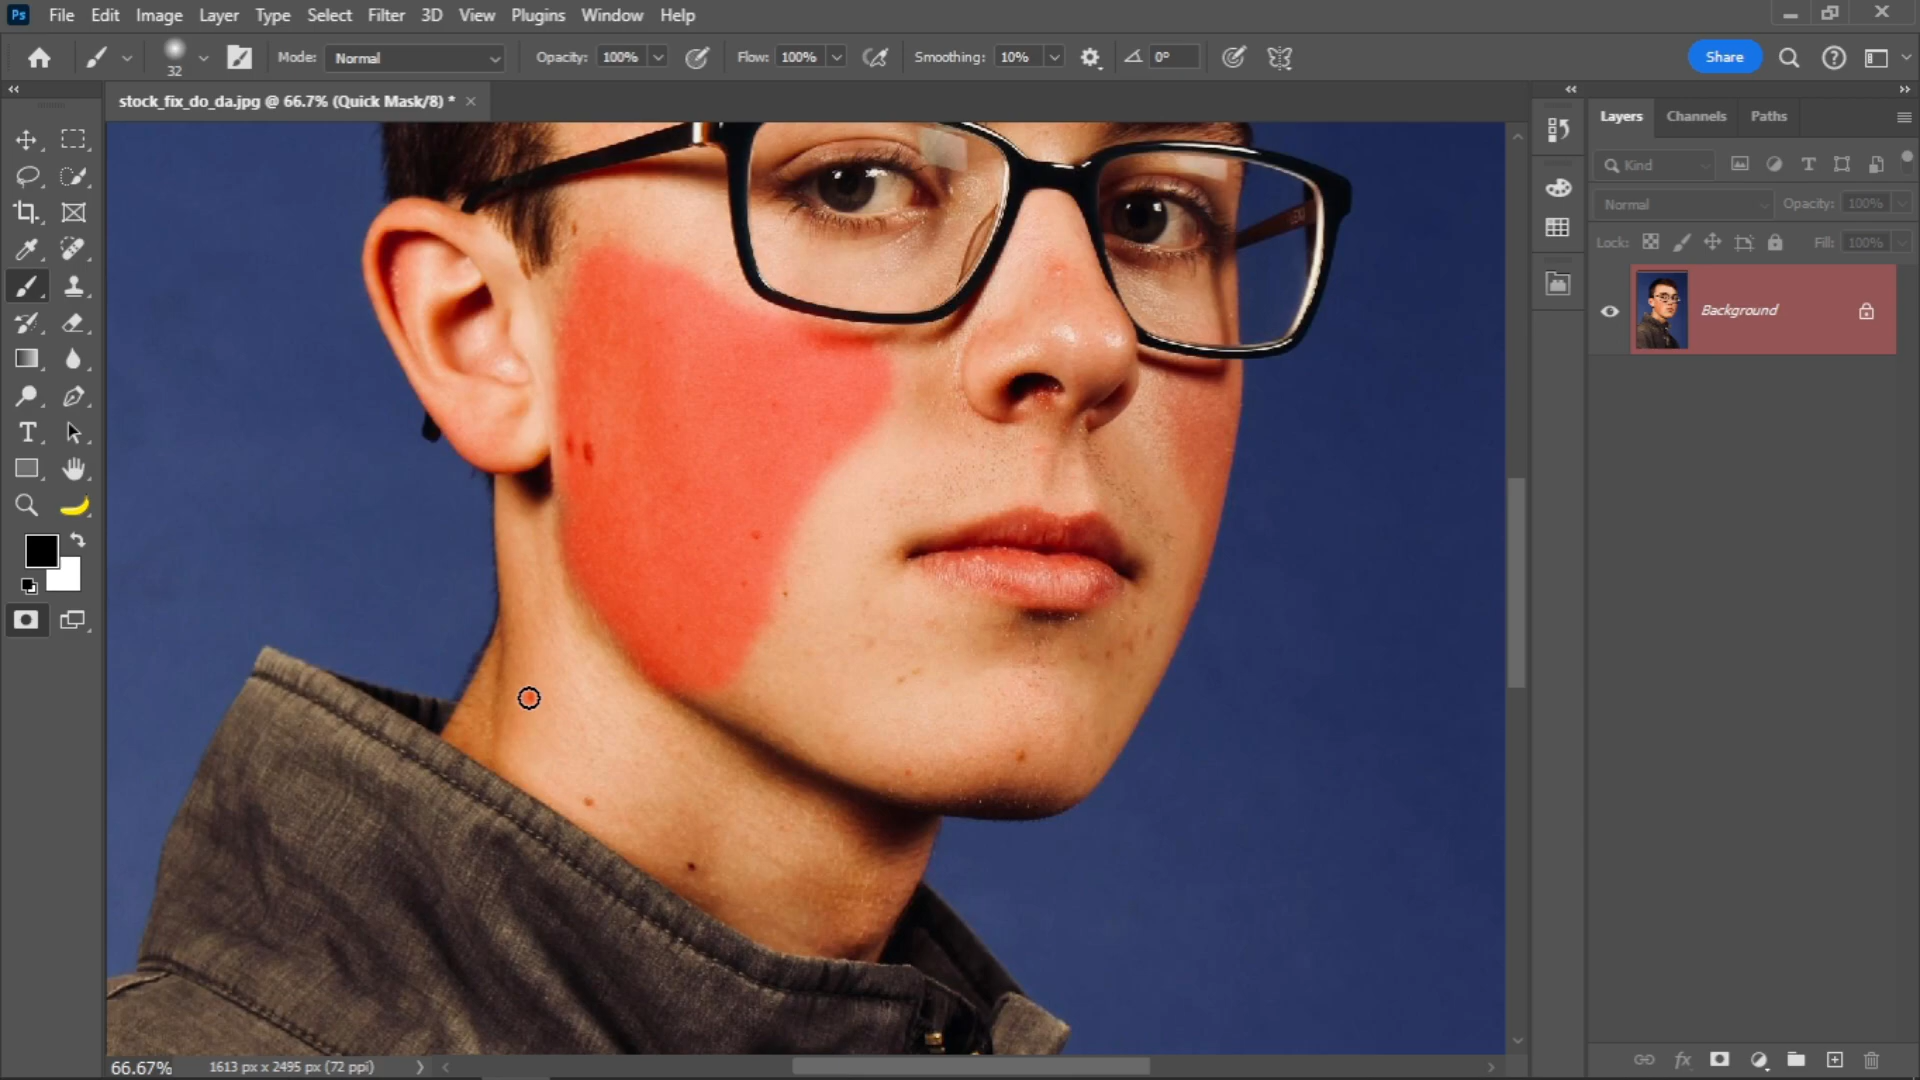 Ps File Edit Image Layer Type Select Filter 3D View Plugins Window Help
32 Mode: Normal Opacity: 100% Flow: 100% Smoothing: 10% 0° Share
stock_fix_do_da.jpg @ 66.7% (Quick Mask/8) *
Layers Channels Paths
Kind
Normal Opacity: 100%
Lock: Fill: 100%
Background
66.67% 1613 px x 2495 px (72 ppi)